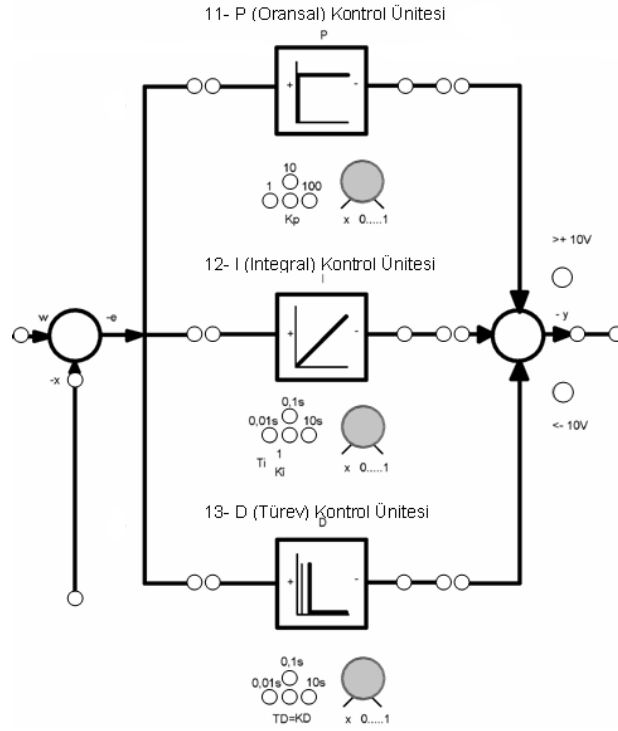 11- P (Oransal) Kontrol Ünitesi
P
+ -
10
1 100
Kp
x 0.....1
12- I (Integral) Kontrol Ünitesi
I
+ -
>+ 10V
w
-e
- y
-x
0,1s
0,01s 10s
Ti 1
Ki
x 0.....1
<- 10V
13- D (Türev) Kontrol Ünitesi
D
+ -
0,1s
0,01s 10s
TD=KD
x 0.....1